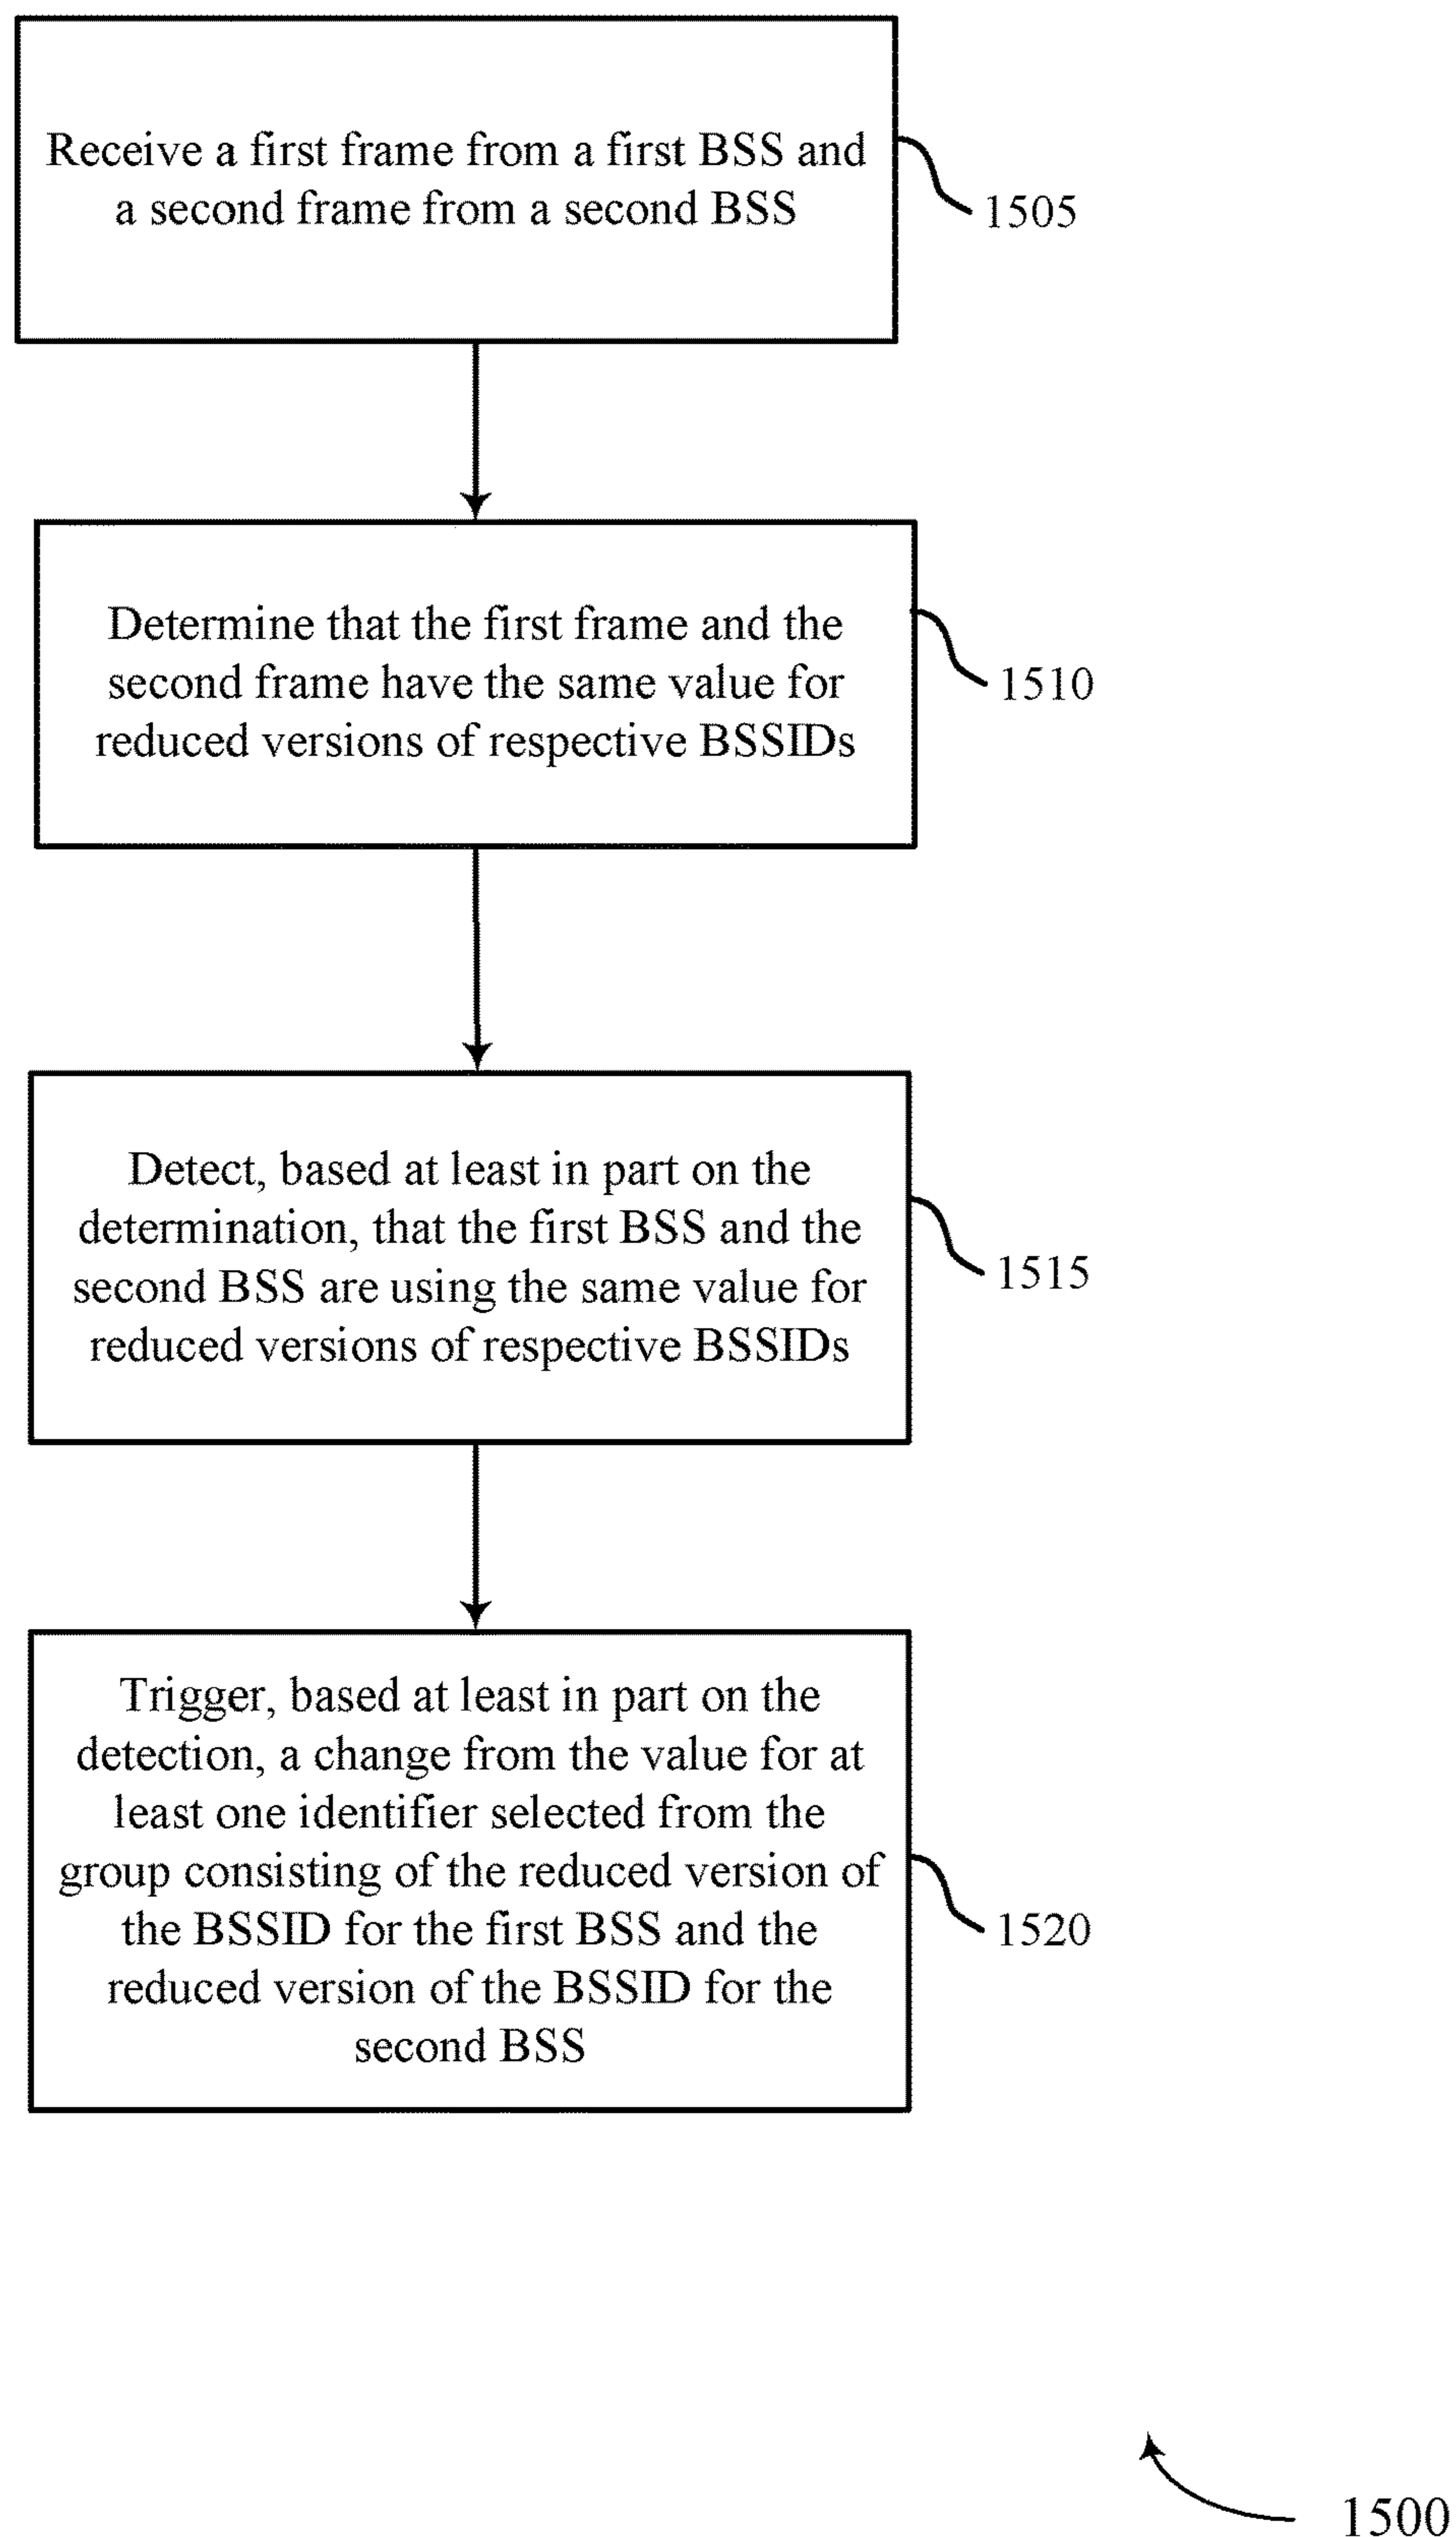 Receive a first frame from a first BSS and
a second frame from a second BSS
1505
Determine that the first frame and the
second frame have the same value for
reduced versions of respective BSSIDs
1510
Detect, based at least in part on the
determination, that the first BSS and the
second BSS are using the same value for
reduced versions of respective BSSIDs
1515
Trigger, based at least in part on the
detection, a change from the value for at
least one identifier selected from the
group consisting of the reduced version of
the BSSID for the first BSS and the
reduced version of the BSSID for the
second BSS
1520
1500